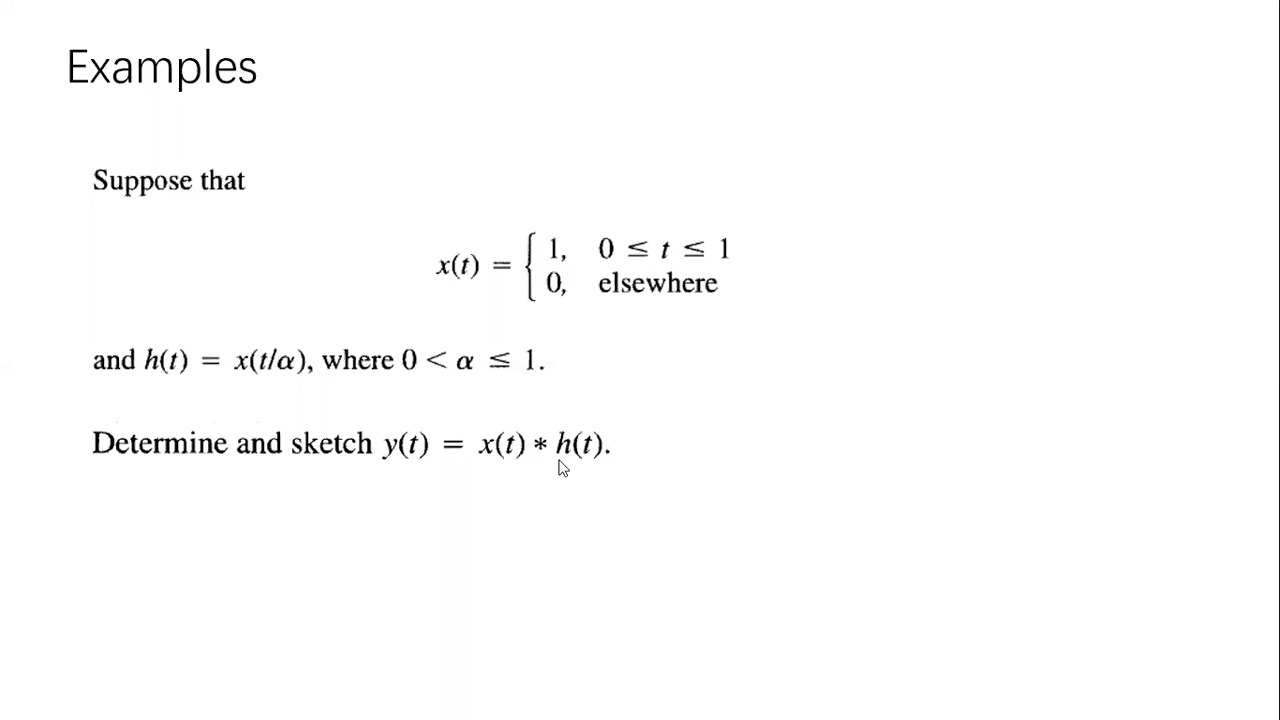 Examples
Suppose that
x(t) = { 1, 0 ≤ t ≤ 1
0, elsewhere
and h(t) = x(t/α), where 0 < α ≤ 1.
Determine and sketch y(t) = x(t) * h(t).